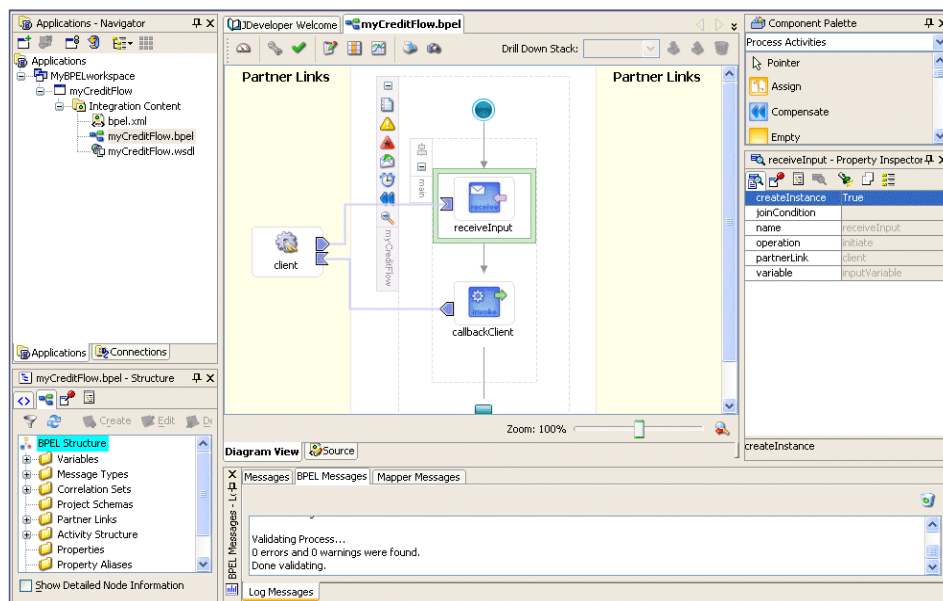 Applications - Navigator
Applications
MyBPELworkspace
myCreditFlow
Integration Content
bpel.xml
myCreditFlow.bpel
myCreditFlow.wsdl
Applications
Connections
myCreditFlow.bpel - Structure
Create
Edit
BPEL Structure
Variables
Message Types
Correlation Sets
Project Schemas
Partner Links
Activity Structure
Properties
Property Aliases
Show Detailed Node Information
JDeveloper Welcome
myCreditFlow.bpel
Drill Down Stack:
Partner Links
Partner Links
main
myCreditFlow
receive
receiveInput
client
invoke
callbackClient
Zoom: 100%
Diagram View
Source
Messages
BPEL Messages
Mapper Messages
BPEL Messages - Lo
Validating Process...
0 errors and 0 warnings were found.
Done validating.
Log Messages
Component Palette
Process Activities
Pointer
Assign
Compensate
Empty
receiveInput - Property Inspector
createInstance True
joinCondition
name receiveInput
operation initiate
partnerLink client
variable inputVariable
createInstance